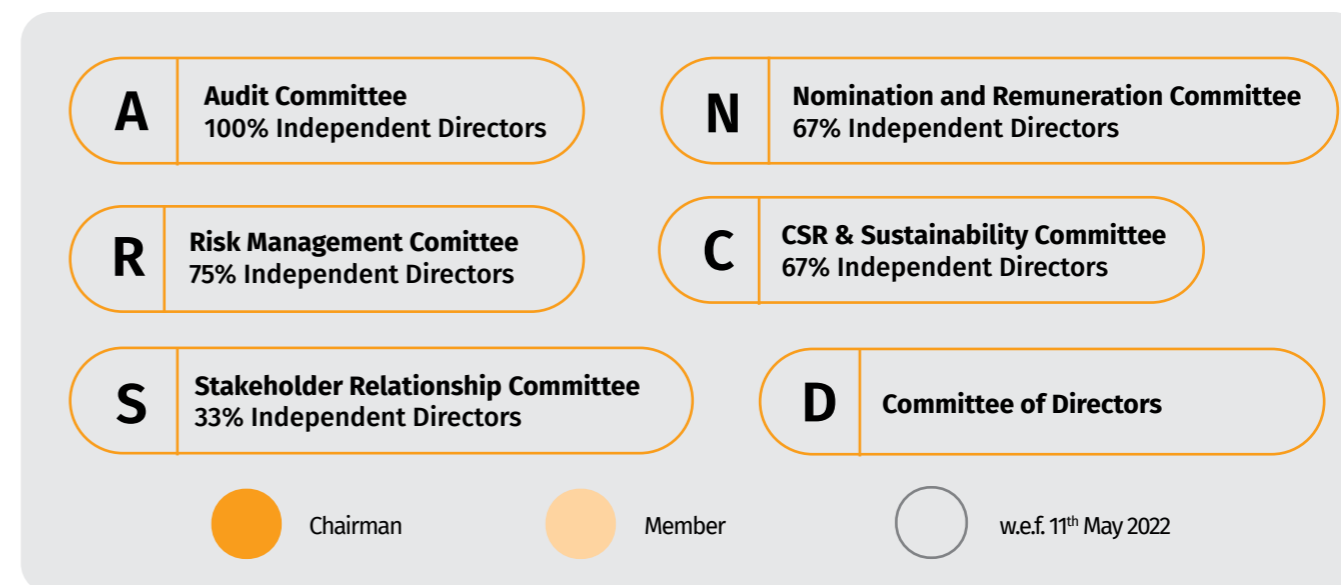 A
Audit Committee
100% Independent Directors
N
Nomination and Remuneration Committee
67% Independent Directors
R
Risk Management Comittee
75% Independent Directors
C
CSR & Sustainability Committee
67% Independent Directors
S
Stakeholder Relationship Committee
33% Independent Directors
D
Committee of Directors
Chairman
Member
w.e.f. 11th May 2022